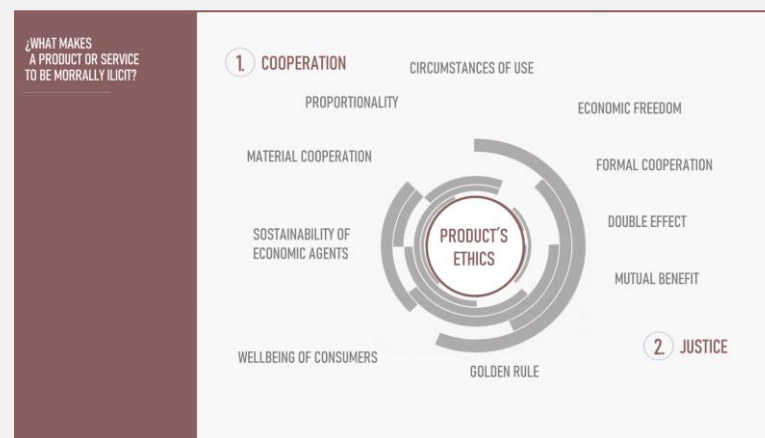 ¿WHAT MAKES
A PRODUCT OR SERVICE
TO BE MORRALLY ILICIT?
1. COOPERATION
CIRCUMSTANCES OF USE
PROPORTIONALITY
ECONOMIC FREEDOM
MATERIAL COOPERATION
FORMAL COOPERATION
SOSTAINABILITY OF
ECONOMIC AGENTS
PRODUCT´S
ETHICS
DOUBLE EFFECT
MUTUAL BENEFIT
2. JUSTICE
WELLBEING OF CONSUMERS
GOLDEN RULE